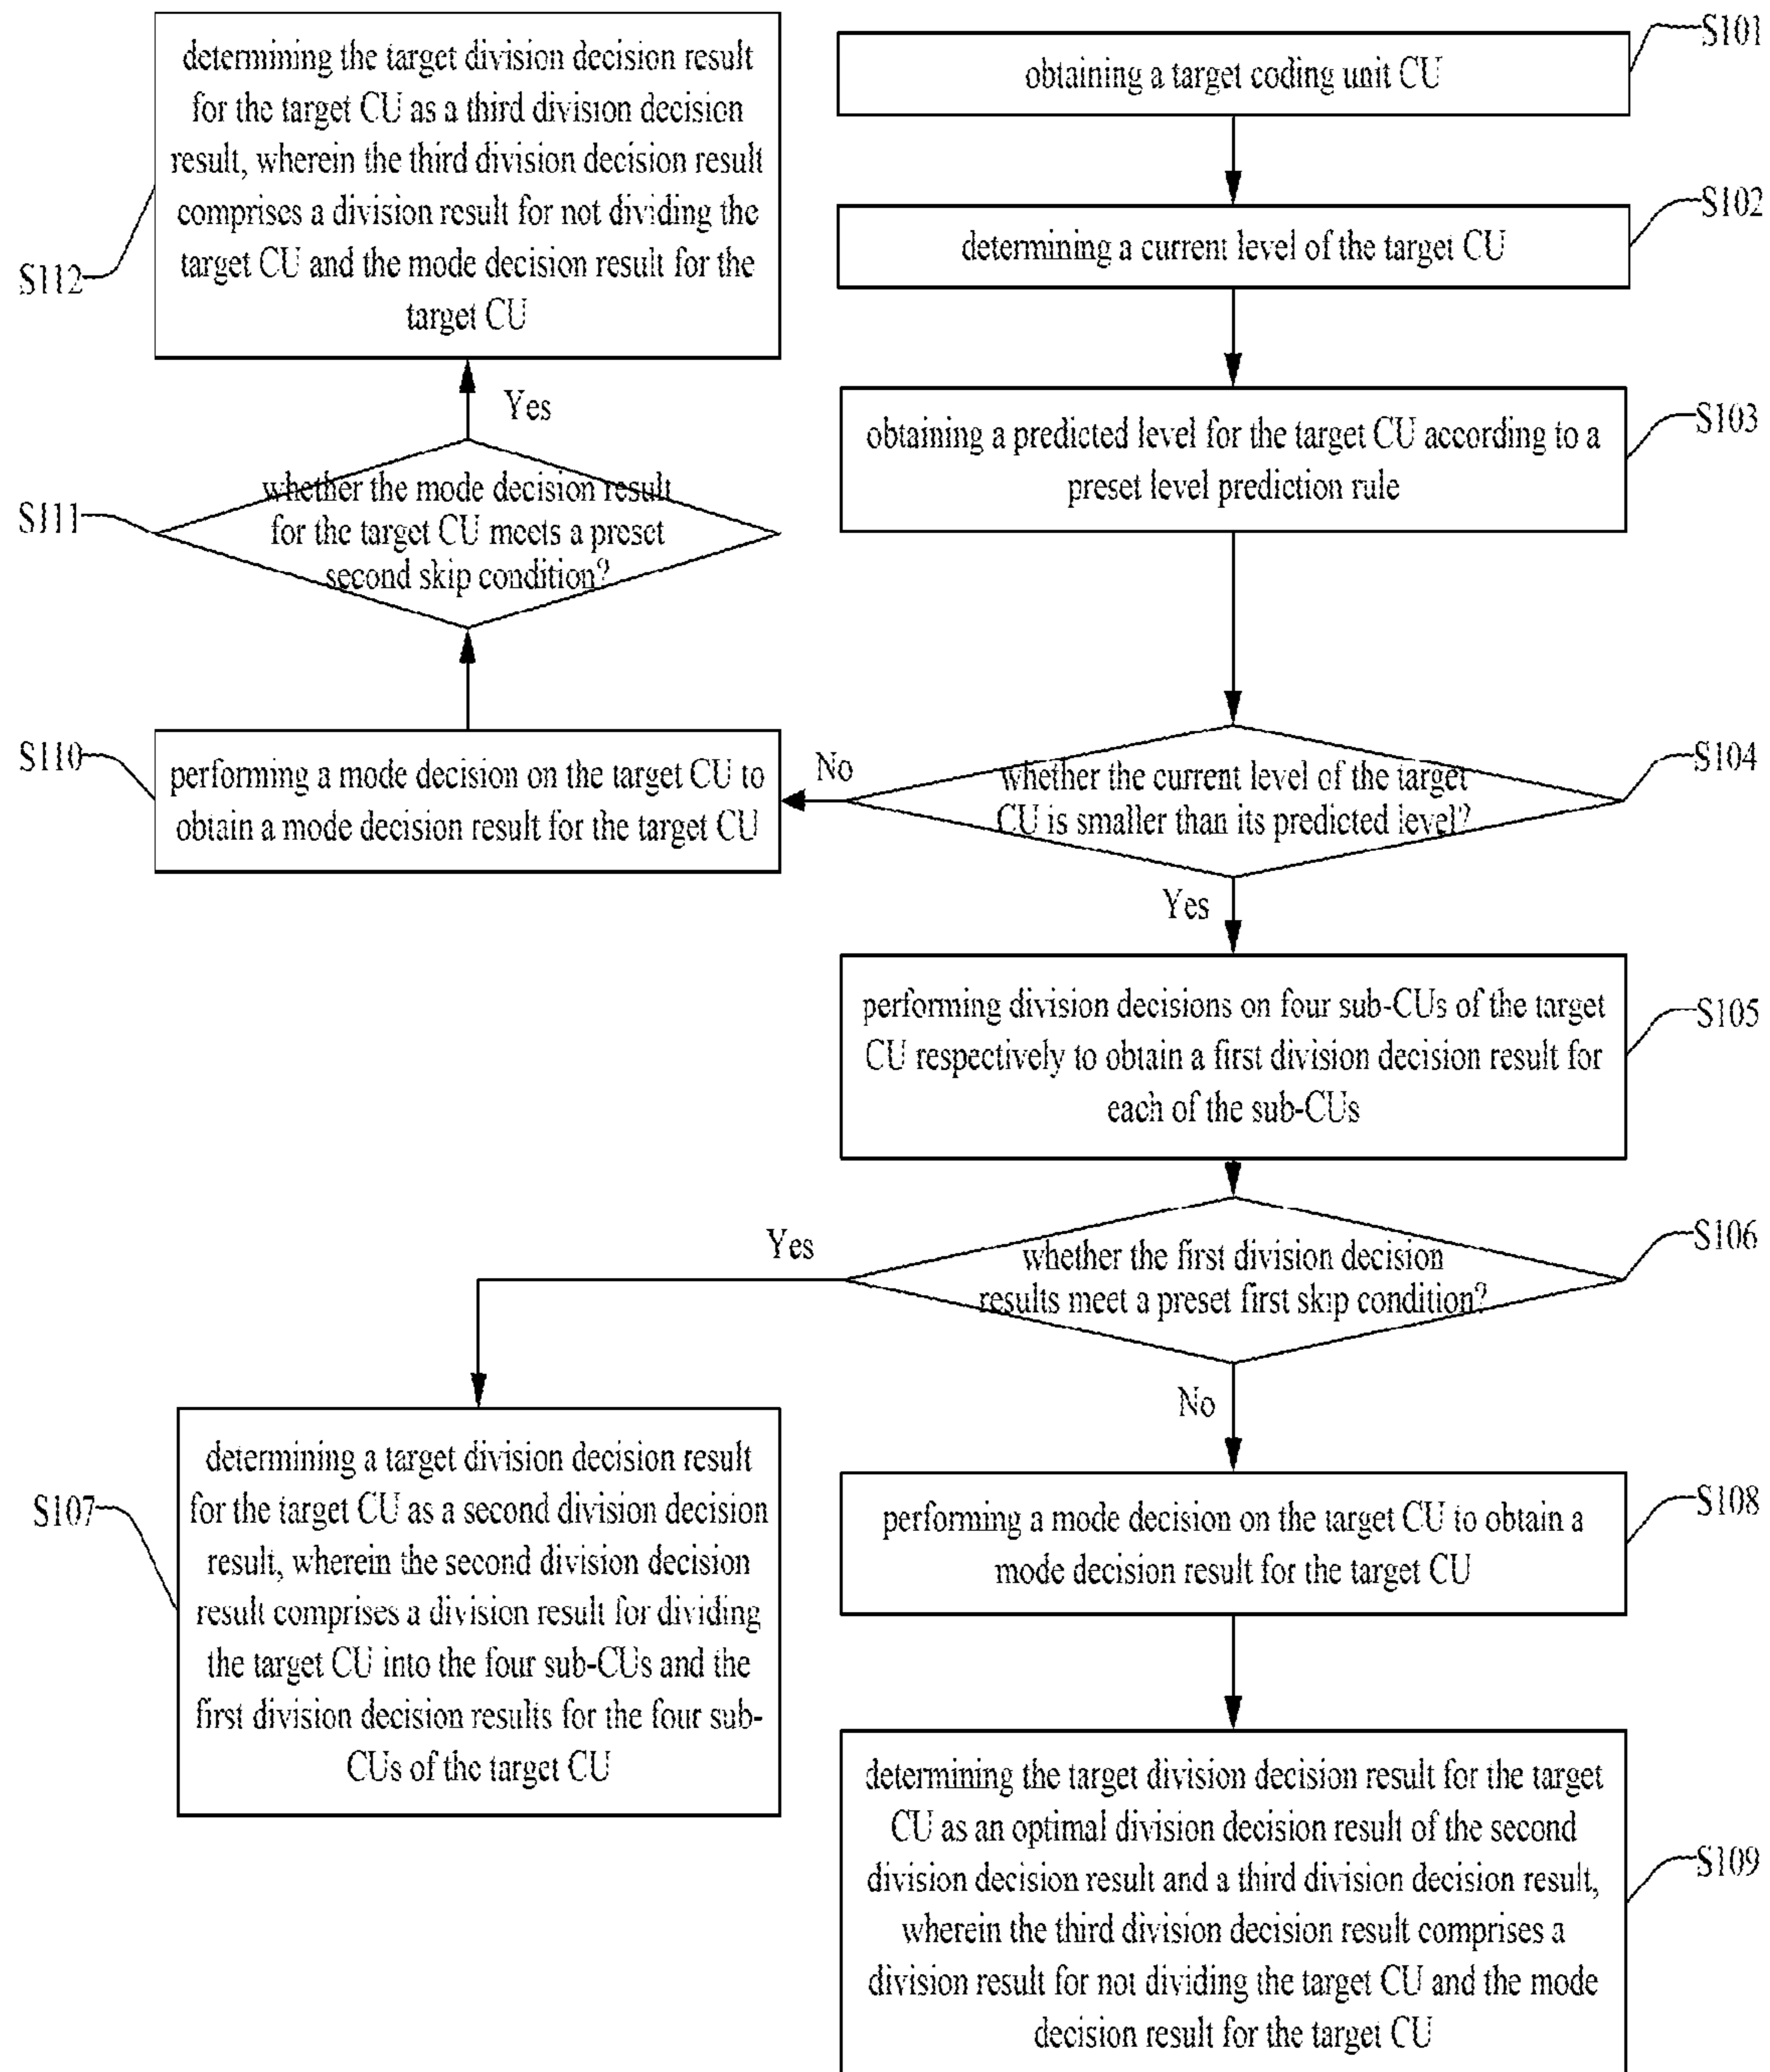 obtaining a target coding unit CU
S101
determining a current level of the target CU
S102
obtaining a predicted level for the target CU according to a
preset level prediction rule
S103
whether the current level of the target
CU is smaller than its predicted level?
S104
No
Yes
performing division decisions on four sub-CUs of the target
CU respectively to obtain a first division decision result for
each of the sub-CUs
S105
whether the first division decision
results meet a preset first skip condition?
S106
Yes
No
determining a target division decision result
for the target CU as a second division decision
result, wherein the second division decision
result comprises a division result for dividing
the target CU into the four sub-CUs and the
first division decision results for the four sub-
CUs of the target CU
S107
performing a mode decision on the target CU to obtain a
mode decision result for the target CU
S108
determining the target division decision result for the target
CU as an optimal division decision result of the second
division decision result and a third division decision result,
wherein the third division decision result comprises a
division result for not dividing the target CU and the mode
decision result for the target CU
S109
performing a mode decision on the target CU to
obtain a mode decision result for the target CU
S110
whether the mode decision result
for the target CU meets a preset
second skip condition?
S111
Yes
determining the target division decision result
for the target CU as a third division decision
result, wherein the third division decision result
comprises a division result for not dividing the
target CU and the mode decision result for the
target CU
S112